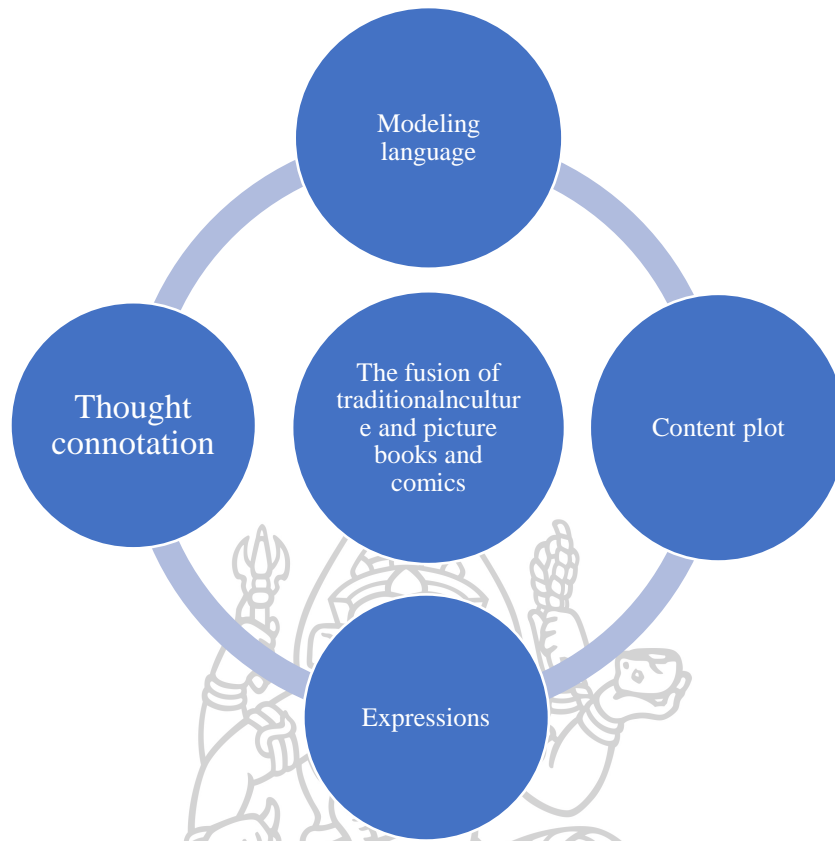 Modeling
language
Thought
connotation
The fusion of
traditionalncultur
e and picture
books and
comics
Content plot
Expressions